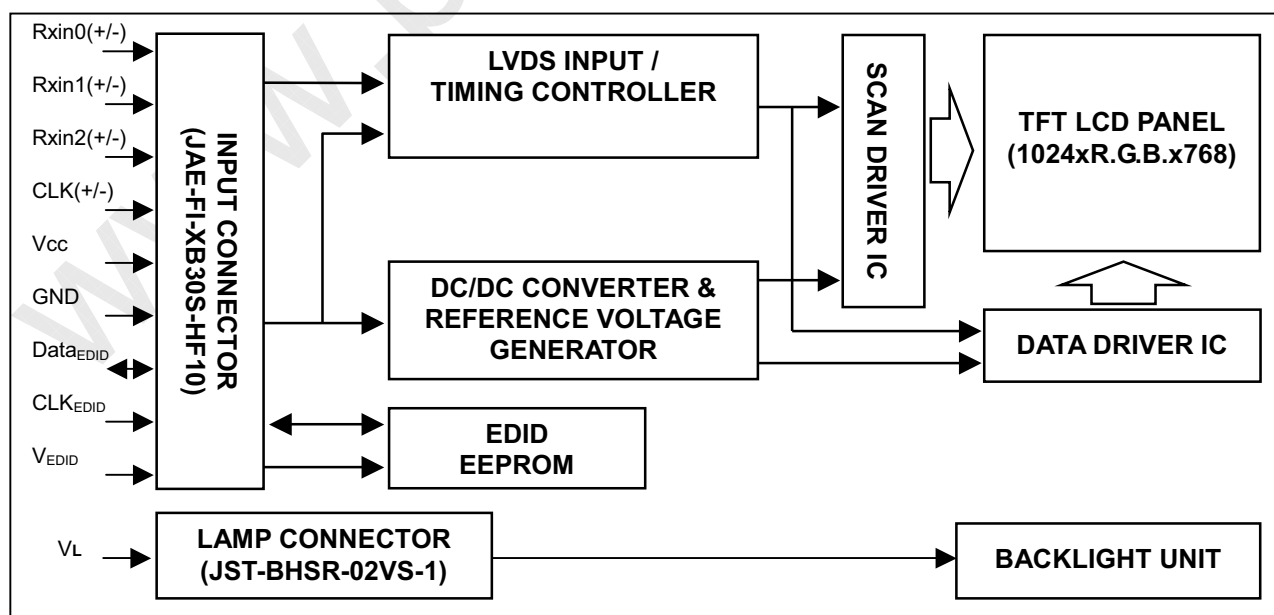 Rxin0(+/-)
Rxin1(+/-)
Rxin2(+/-)
CLK(+/-)
Vcc
GND
DataEDID
CLKEDID
VEDID
VL
INPUT CONNECTOR
(JAE-FI-XB30S-HF10)
LVDS INPUT /
TIMING CONTROLLER
DC/DC CONVERTER &
REFERENCE VOLTAGE
GENERATOR
EDID
EEPROM
SCAN DRIVER IC
TFT LCD PANEL
(1024xR.G.B.x768)
DATA DRIVER IC
LAMP CONNECTOR
(JST-BHSR-02VS-1)
BACKLIGHT UNIT